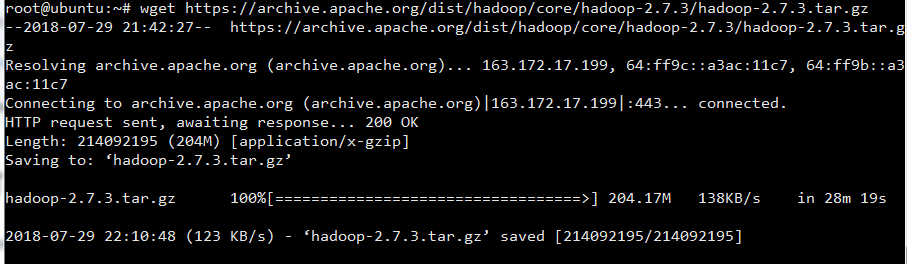 root@ubuntu:~# wget https://archive.apache.org/dist/hadoop/core/hadoop-2.7.3/hadoop-2.7.3.tar.gz
--2018-07-29 21:42:27--  https://archive.apache.org/dist/hadoop/core/hadoop-2.7.3/hadoop-2.7.3.tar.g
z
Resolving archive.apache.org (archive.apache.org)... 163.172.17.199, 64:ff9c::a3ac:11c7, 64:ff9b::a3
ac:11c7
Connecting to archive.apache.org (archive.apache.org)|163.172.17.199|:443... connected.
HTTP request sent, awaiting response... 200 OK
Length: 214092195 (204M) [application/x-gzip]
Saving to: ‘hadoop-2.7.3.tar.gz’
hadoop-2.7.3.tar.gz      100%[==================================>] 204.17M   138KB/s    in 28m 19s
2018-07-29 22:10:48 (123 KB/s) - ‘hadoop-2.7.3.tar.gz’ saved [214092195/214092195]